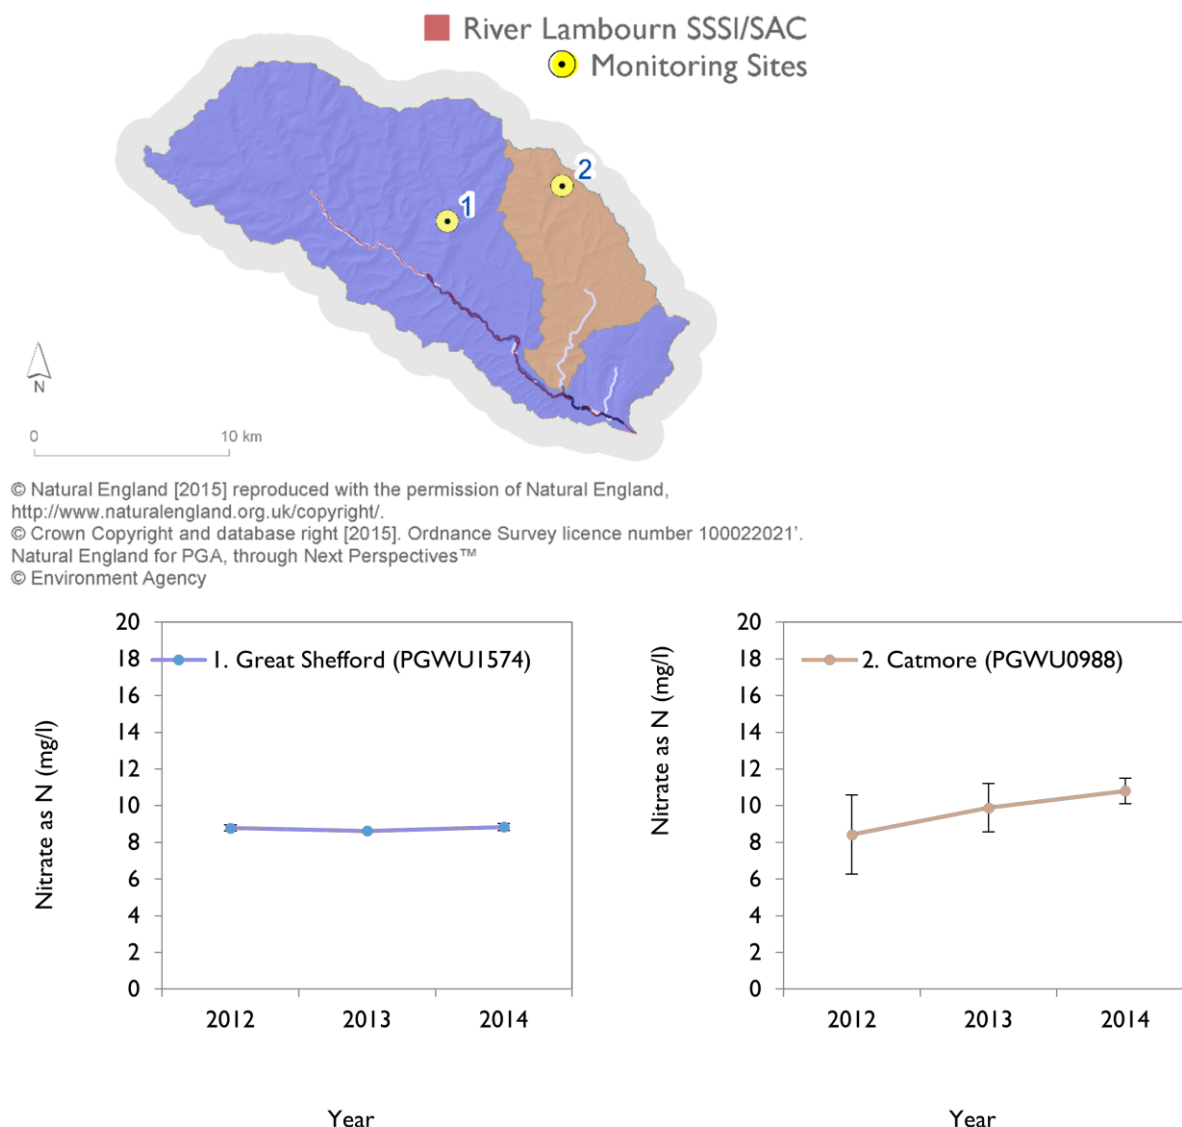 River Lambourn SSSI/SAC
Monitoring Sites
2
1
N
0 10 km
© Natural England [2015] reproduced with the permission of Natural England,
http://www.naturalengland.org.uk/copyright/.
© Crown Copyright and database right [2015]. Ordnance Survey licence number 100022021’.
Natural England for PGA, through Next Perspectives™
© Environment Agency
Nitrate as N (mg/l)
20
18
16
14
12
10
8
6
4
2
0
1. Great Shefford (PGWU1574)
2012 2013 2014
Year
Nitrate as N (mg/l)
20
18
16
14
12
10
8
6
4
2
0
2. Catmore (PGWU0988)
2012 2013 2014
Year